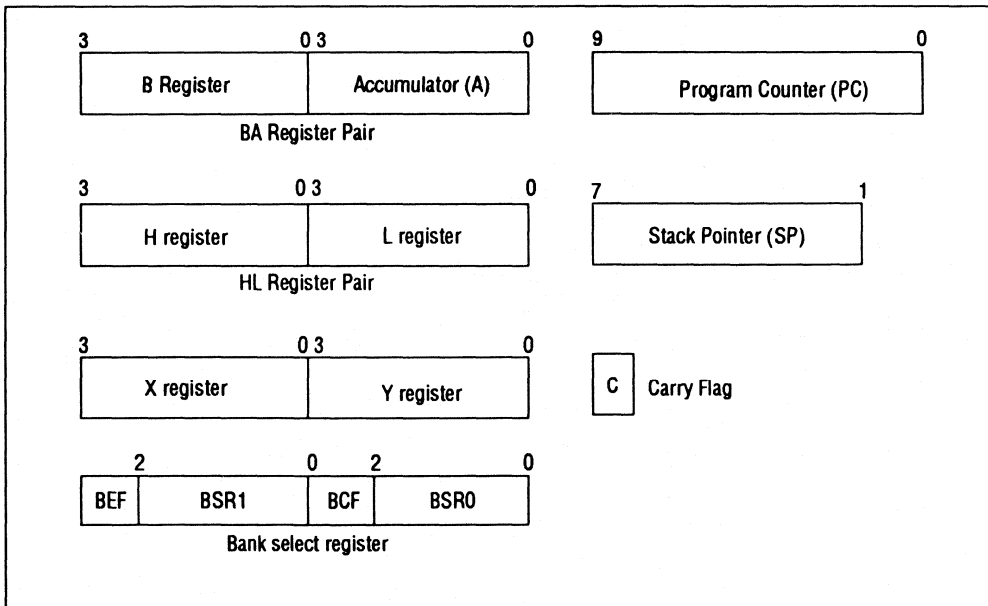 3 0 3 0 9 0
B Register Accumulator (A) Program Counter (PC)
BA Register Pair
3 0 3 0 7 1
H register L register Stack Pointer (SP)
HL Register Pair
3 0 3 0
X register Y register C Carry Flag
2 0 2 0
BEF BSR1 BCF BSR0
Bank select register